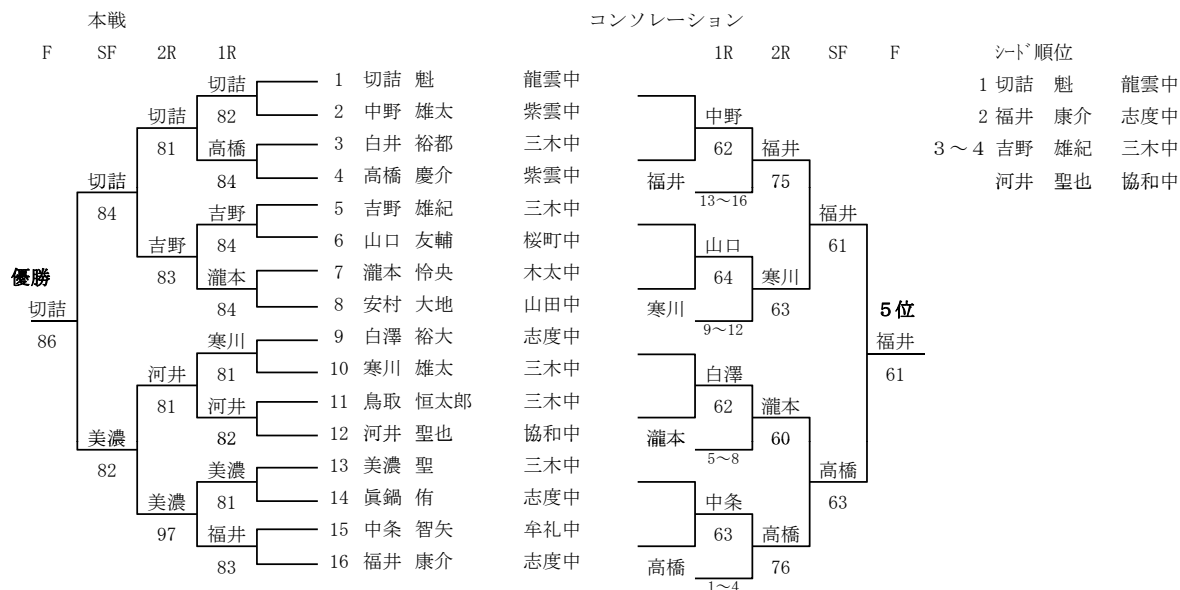 本戦 コンソレーション
F SF 2R 1R 1R 2R SF F シード順位
切詰 1 切詰 魁 龍雲中 1 切詰 魁 龍雲中
切詰 82 2 中野 雄太 紫雲中 中野 2 福井 康介 志度中
81 高橋 3 白井 裕都 三木中 62 福井 3～4 吉野 雄紀 三木中
切詰 84 4 高橋 慶介 紫雲中 福井 75 河井 聖也 協和中
13～16
84 吉野 5 吉野 雄紀 三木中 福井
吉野 84 6 山口 友輔 桜町中 山口 61
優勝 83 瀧本 7 瀧本 怜央 木太中 64 寒川
切詰 84 8 安村 大地 山田中 寒川 63 5位
9～12
86 寒川 9 白澤 裕大 志度中 福井
河井 81 10 寒川 雄太 三木中 白澤 61
81 河井 11 鳥取 恒太郎 三木中 62 瀧本
美濃 82 12 河井 聖也 協和中 瀧本 60
5～8
82 美濃 13 美濃 聖 三木中 高橋
美濃 81 14 眞鍋 侑 志度中 中条 63
97 福井 15 中条 智矢 牟礼中 63 高橋
83 16 福井 康介 志度中 高橋 76
1～4